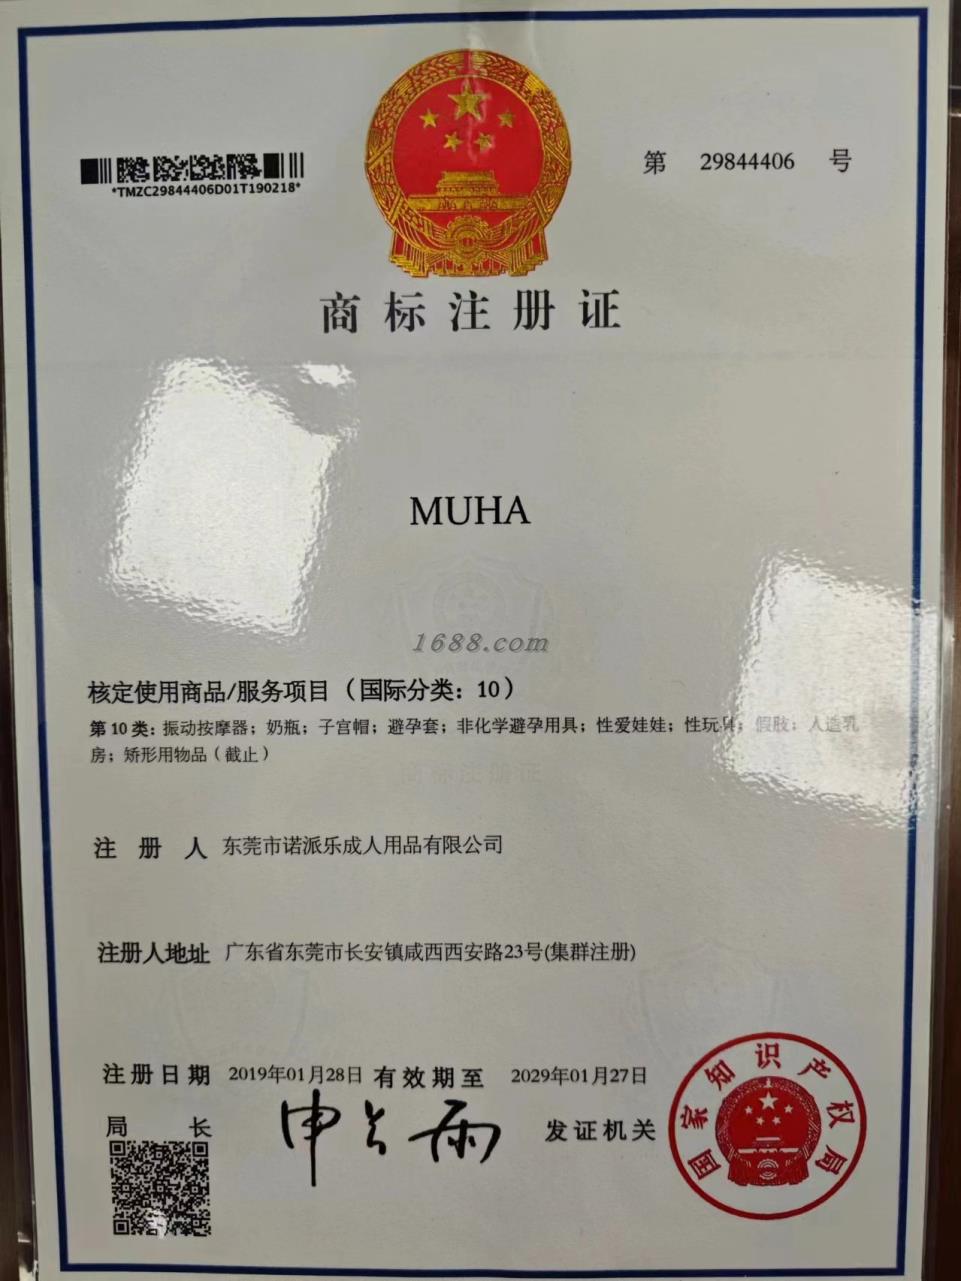 第 29844406 号
*TMZC29844406D01T190218*
商标注册证
MUHA
1688.com
核定使用商品/服务项目（国际分类：10）
第10类：振动按摩器；奶瓶；子宫帽；避孕套；非化学避孕用具；性爱娃娃；性玩具；假肢；人造乳
房；矫形用物品（截止）
注册人 东莞市诺派乐成人用品有限公司
注册人地址 广东省东莞市长安镇咸西西安路23号(集群注册)
注册日期 2019年01月28日 有效期至 2029年01月27日
局长 申长雨 发证机关
国家知识产权局